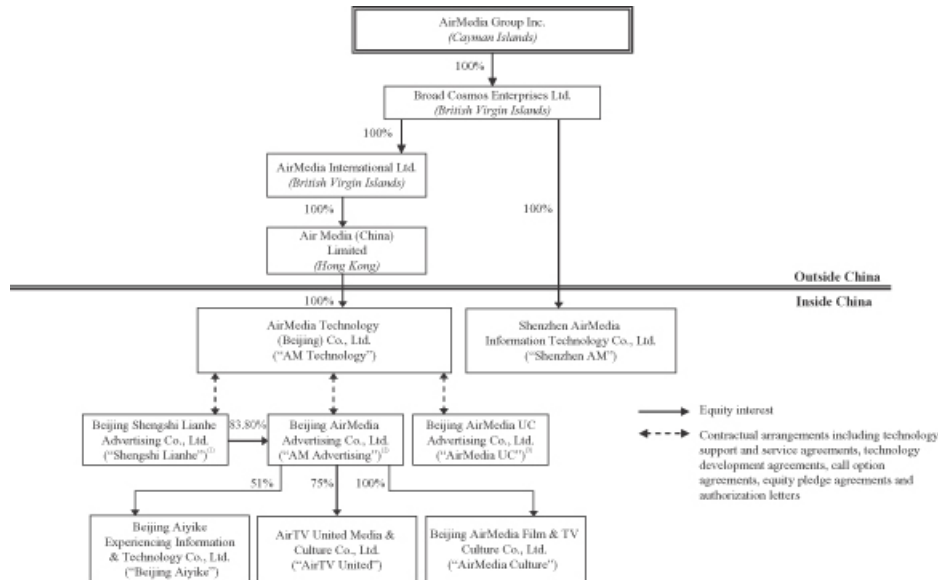 AirMedia Group Inc.
(Cayman Islands)
100%
Broad Cosmos Enterprises Ltd.
(British Virgin Islands)
100%
AirMedia International Ltd.
(British Virgin Islands)
100%
100%
Air Media (China)
Limited
(Hong Kong)
Outside China
Inside China
100%
AirMedia Technology
(Beijing) Co., Ltd.
("AM Technology")
Shenzhen AirMedia
Information Technology Co., Ltd.
("Shenzhen AM")
Beijing Shengshi Lianhe
Advertising Co., Ltd.
("Shengshi Lianhe")(1)
83.80%
Beijing AirMedia
Advertising Co., Ltd.
("AM Advertising")(2)
Beijing AirMedia UC
Advertising Co., Ltd.
("AirMedia UC")(3)
Equity interest
Contractual arrangements including technology
support and service agreements, technology
development agreements, call option
agreements, equity pledge agreements and
authorization letters
51%
75%
100%
Beijing Aiyike
Experiencing Information
& Technology Co., Ltd.
("Beijing Aiyike")
AirTV United Media &
Culture Co., Ltd.
("AirTV United")
Beijing AirMedia Film & TV
Culture Co., Ltd.
("AirMedia Culture")